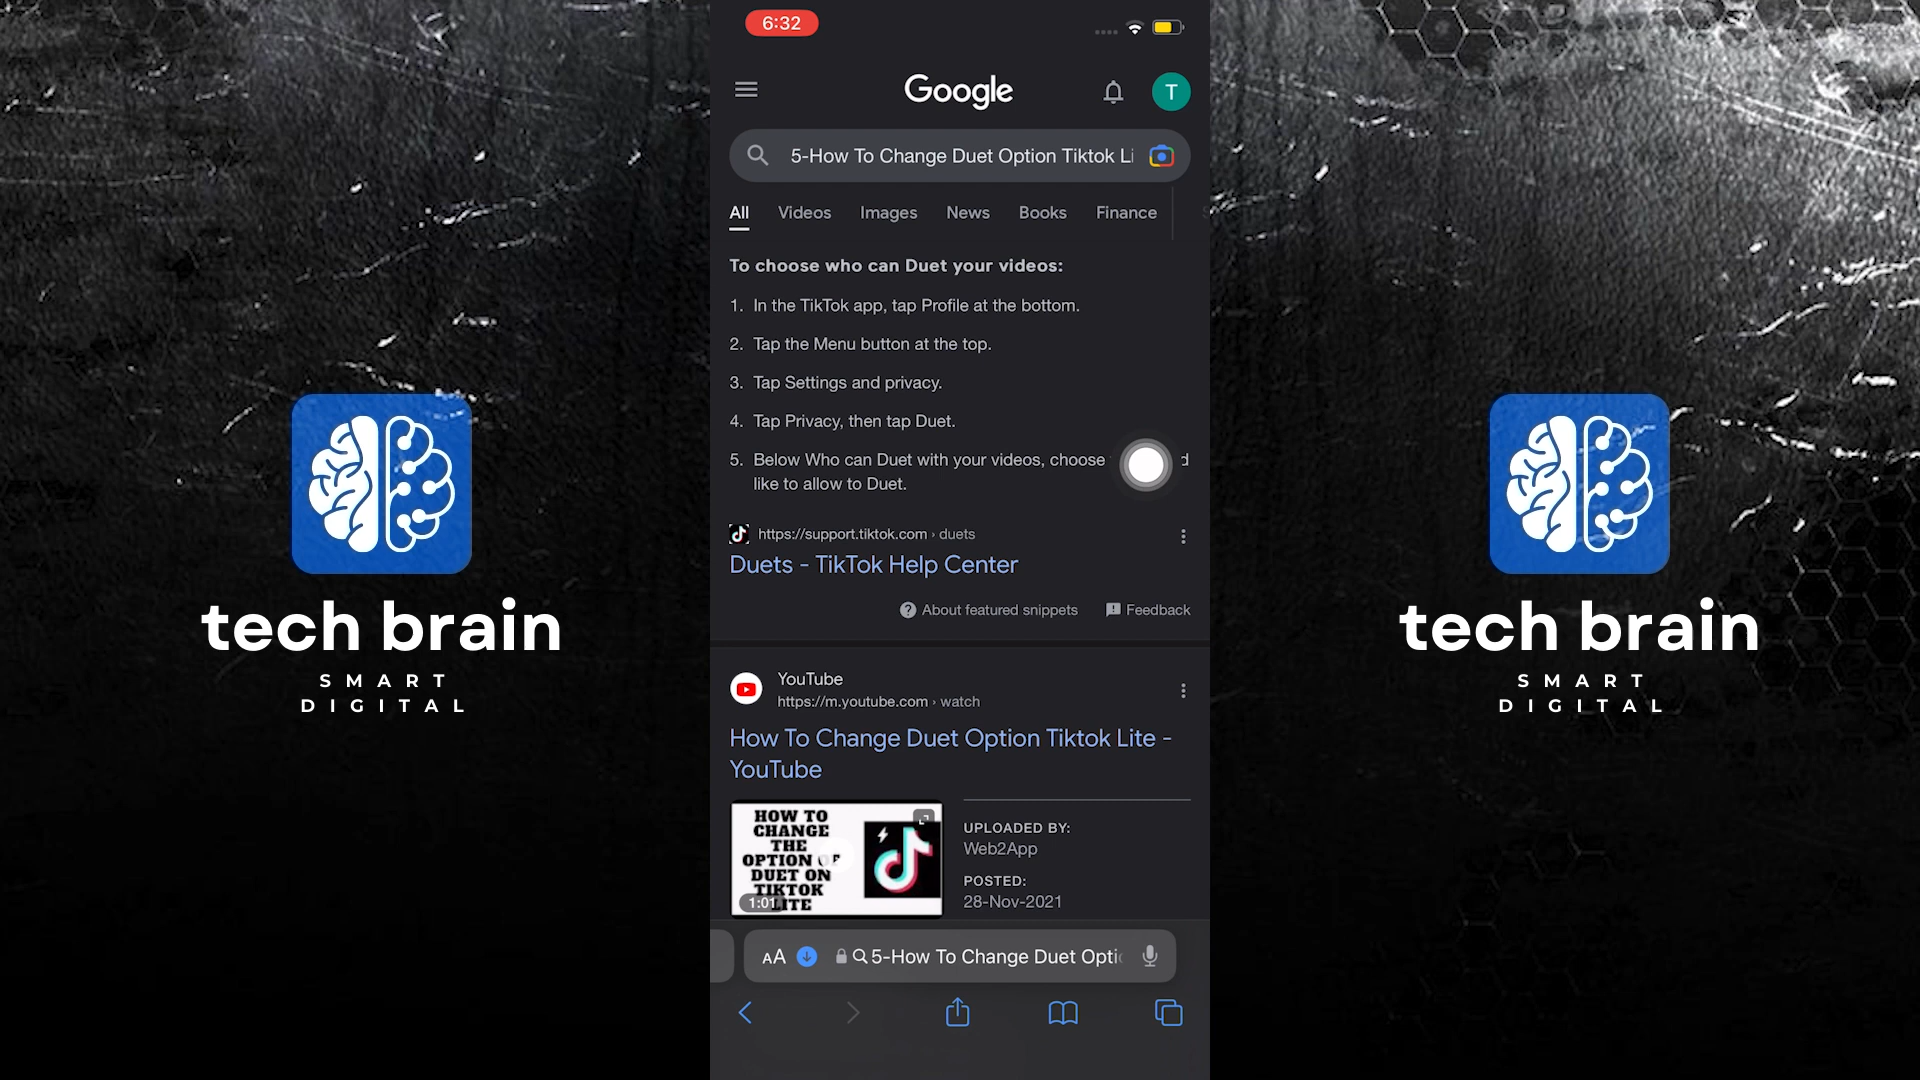 6:32
Google
T
5-How To Change Duet Option Tiktok Li
All Videos Images News Books Finance
To choose who can Duet your videos:
1. In the TikTok app, tap Profile at the bottom.
2. Tap the Menu button at the top.
3. Tap Settings and privacy.
4. Tap Privacy, then tap Duet.
5. Below Who can Duet with your videos, choose
like to allow to Duet.
https://support.tiktok.com › duets
Duets - TikTok Help Center
About featured snippets Feedback
YouTube
https://m.youtube.com › watch
How To Change Duet Option Tiktok Lite -
YouTube
HOW TO
CHANGE
THE
OPTION OF
DUET ON
TIKTOK
LITE
1:01
UPLOADED BY:
Web2App
POSTED:
28-Nov-2021
AA 5-How To Change Duet Opti
tech brain
SMART
DIGITAL
tech brain
SMART
DIGITAL